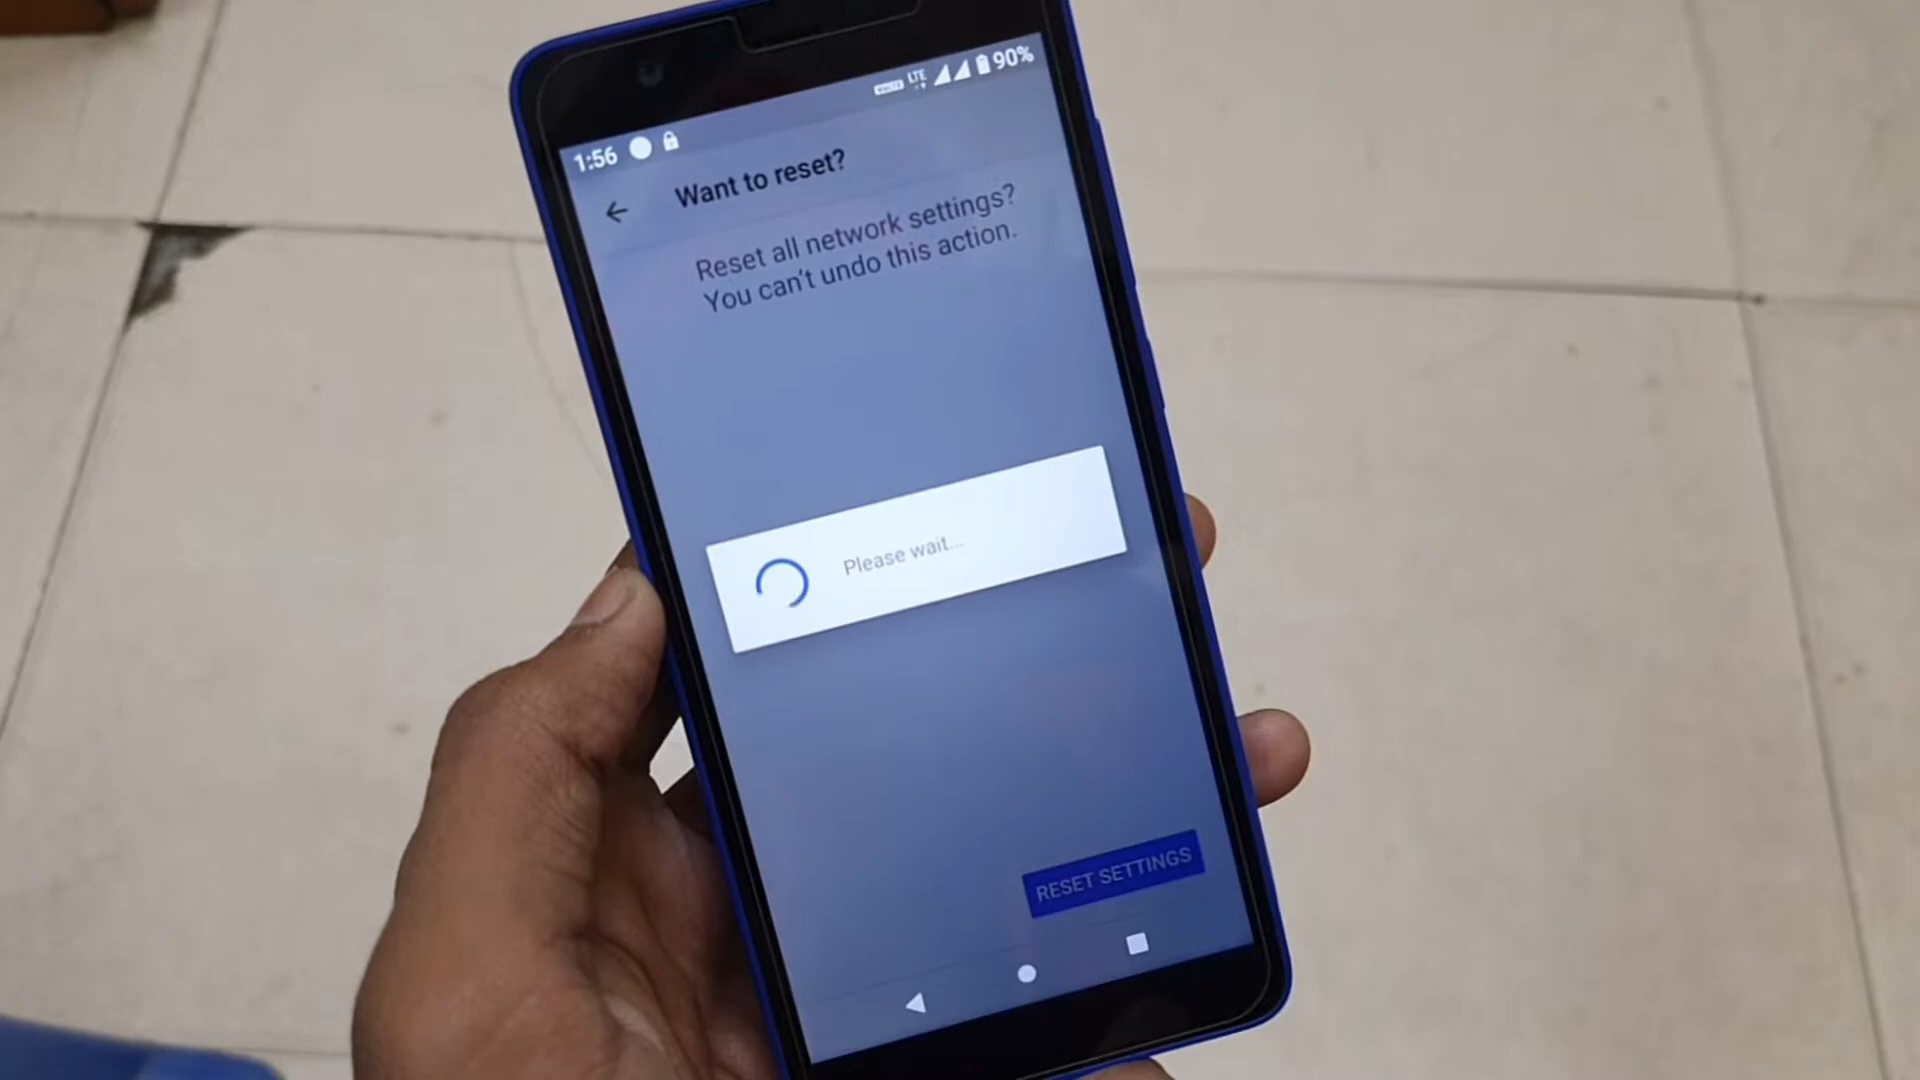 1:56
VoLTE LTE 90%
Want to reset?
Reset all network settings?
You can't undo this action.
Please wait...
RESET SETTINGS